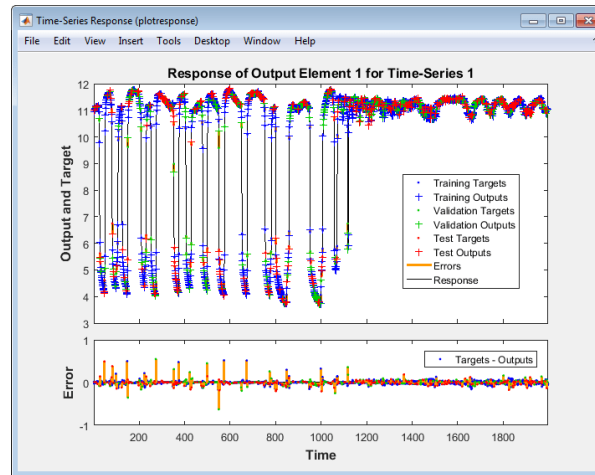 Time-Series Response (plotresponse)
File Edit View Insert Tools Desktop Window Help
Response of Output Element 1 for Time-Series 1
Output and Target
12
11
10
9
8
7
6
5
4
3
Training Targets
Training Outputs
Validation Targets
Validation Outputs
Test Targets
Test Outputs
Errors
Response
Error
1
0
-1
Targets - Outputs
200 400 600 800 1000 1200 1400 1600 1800
Time